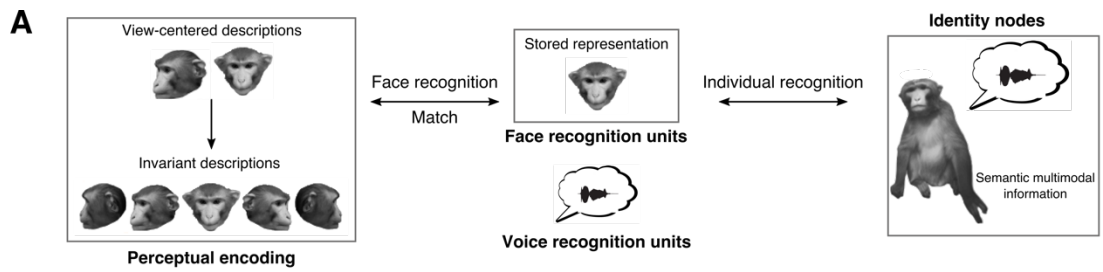 A
View-centered descriptions
Invariant descriptions
Perceptual encoding
Face recognition
Match
Stored representation
Face recognition units
Voice recognition units
Individual recognition
Identity nodes
Semantic multimodal
information